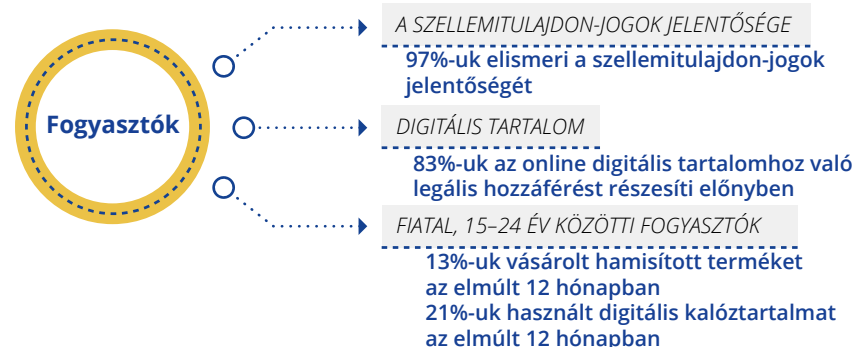 Fogyasztók
A SZELLEMITULAJDON-JOGOK JELENTŐSÉGE
97%-uk elismeri a szellemitulajdon-jogok
jelentőségét
DIGITÁLIS TARTALOM
83%-uk az online digitális tartalomhoz való
legális hozzáférést részesíti előnyben
FIATAL, 15–24 ÉV KÖZÖTTI FOGYASZTÓK
13%-uk vásárolt hamisított terméket
az elmúlt 12 hónapban
21%-uk használt digitális kalóztartalmat
az elmúlt 12 hónapban